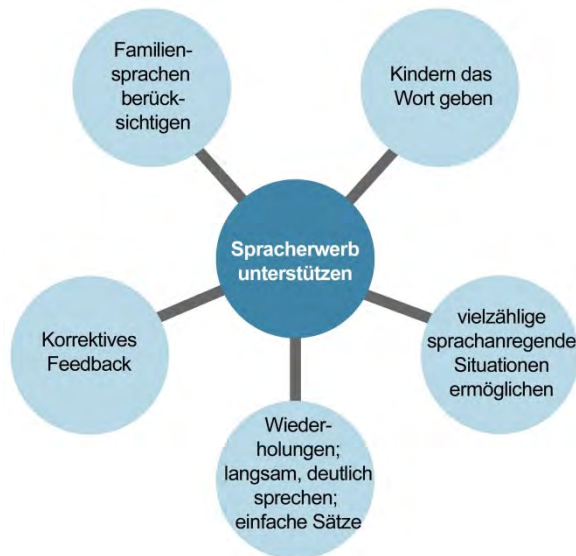 Familien-
sprachen
berück-
sichtigen
Kindern das
Wort geben
Spracherwerb
unterstützen
Korrektives
Feedback
vielzählige
sprachanregende
Situationen
ermöglichen
Wieder-
holungen;
langsam, deutlich
sprechen;
einfache Sätze